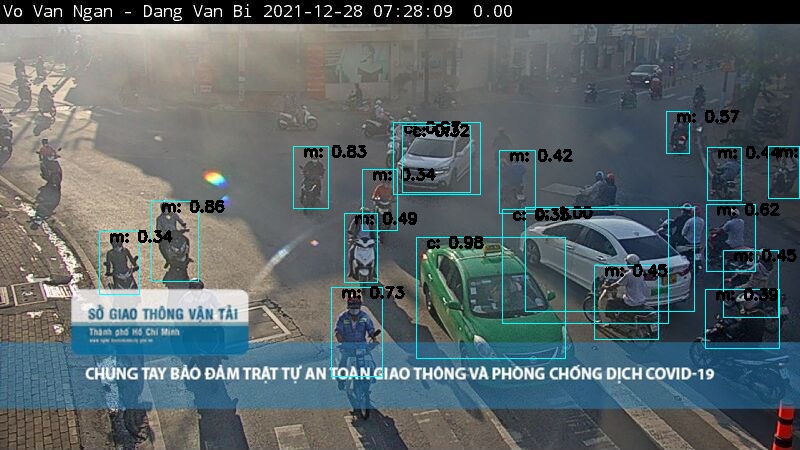 Vo Van Ngan - Dang Van Bi 2021-12-28 07:28:09 0.00
m: 0.57
c: 0.32
m: 0.83
m: 0.42
m: 0.44
m:
m: 0.34
m: 0.86
m: 0.49
m: 0.62
m: 0.34
c: 0.98
m: 0.45
m: 0.45
m: 0.73
m: 0.39
SỞ GIAO THÔNG VẬN TẢI
Thành phố Hồ Chí Minh
CHUNG TAY BẢO ĐẢM TRẬT TỰ AN TOAN GIAO THÔNG VÀ PHÒNG CHỐNG DỊCH COVID-19